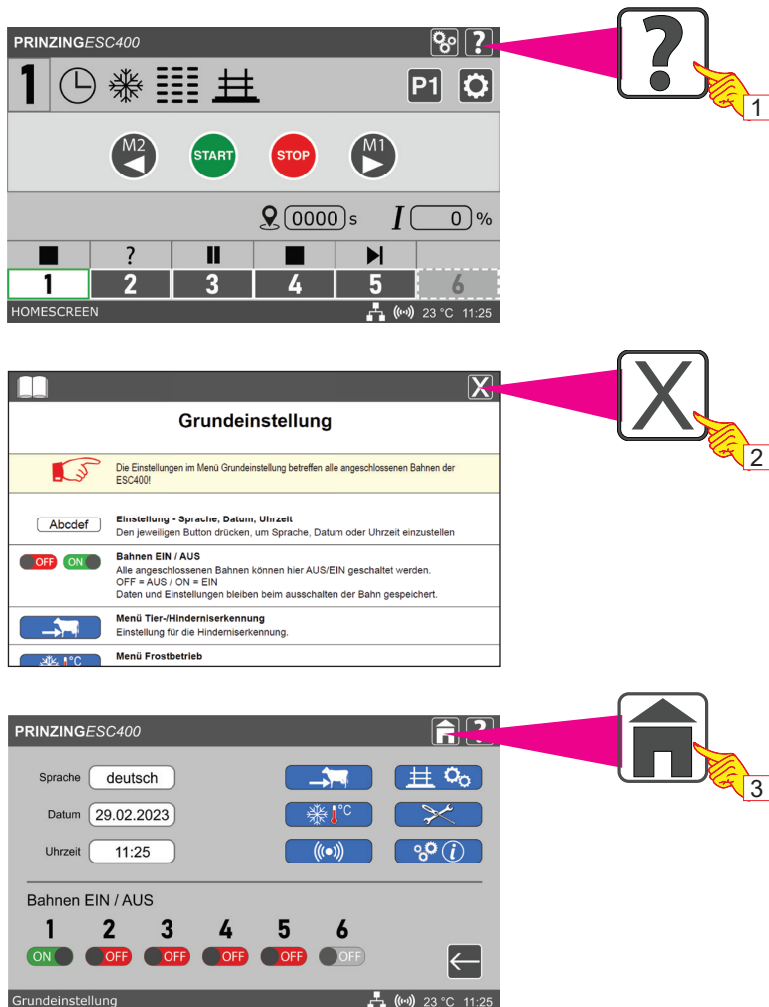 PRINZINGESC400 ?
?
1
1 P1
M2 START STOP M1
0000 s I 0 %
?
1 2 3 4 5 6
HOMESCREEN 23 °C 11:25
X
X
2
Grundeinstellung
Die Einstellungen im Menü Grundeinstellung betreffen alle angeschlossenen Bahnen der
ESC400!
Einstellung - Sprache, Datum, Uhrzeit
Abcdef
Den jeweiligen Button drücken, um Sprache, Datum oder Uhrzeit einzustellen
Bahnen EIN / AUS
OFF ON
Alle angeschlossenen Bahnen können hier AUS/EIN geschaltet werden.
OFF = AUS / ON = EIN
Daten und Einstellungen bleiben beim ausschalten der Bahn gespeichert.
Menü Tier-/Hinderniserkennung
Einstellung für die Hinderniserkennung.
Menü Frostbetrieb
°C
PRINZINGESC400 ?
3
Sprache deutsch
Datum 29.02.2023 °C
Uhrzeit 11:25 i
Bahnen EIN / AUS
1 2 3 4 5 6
ON OFF OFF OFF OFF OFF
Grundeinstellung 23 °C 11:25